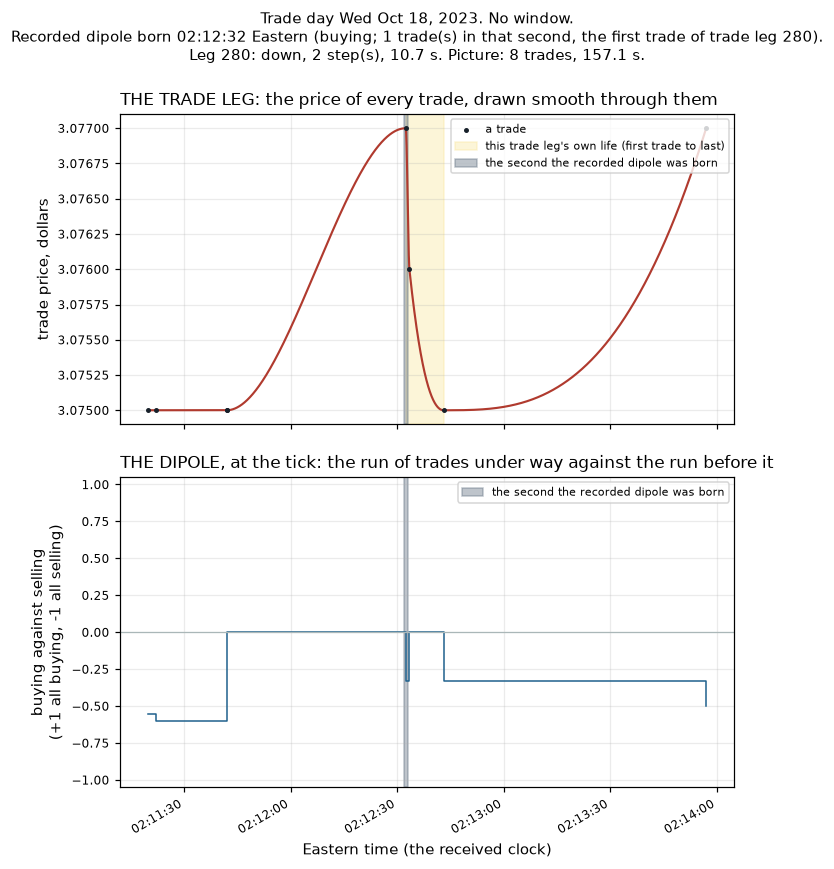 Trade day Wed Oct 18, 2023. No window.
Recorded dipole born 02:12:32 Eastern (buying; 1 trade(s) in that second, the first trade of trade leg 280).
Leg 280: down, 2 step(s), 10.7 s. Picture: 8 trades, 157.1 s.
THE TRADE LEG: the price of every trade, drawn smooth through them
a trade
this trade leg's own life (first trade to last)
the second the recorded dipole was born
3.07700
3.07675
3.07650
3.07625
3.07600
3.07575
3.07550
3.07525
3.07500
trade price, dollars
THE DIPOLE, at the tick: the run of trades under way against the run before it
the second the recorded dipole was born
1.00
0.75
0.50
0.25
0.00
−0.25
−0.50
−0.75
−1.00
buying against selling
(+1 all buying, -1 all selling)
02:11:30
02:12:00
02:12:30
02:13:00
02:13:30
02:14:00
Eastern time (the received clock)